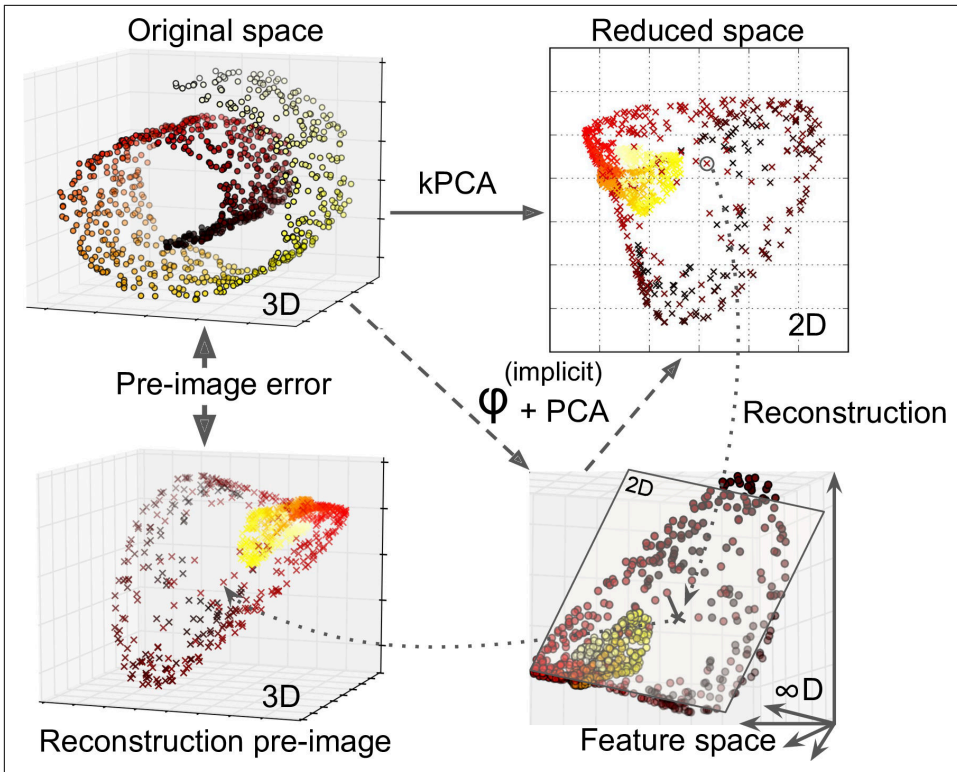 Original space
Reduced space
kPCA
3D
2D
Pre-image error
(implicit)
φ + PCA
Reconstruction
2D
3D
∞D
Reconstruction pre-image
Feature space